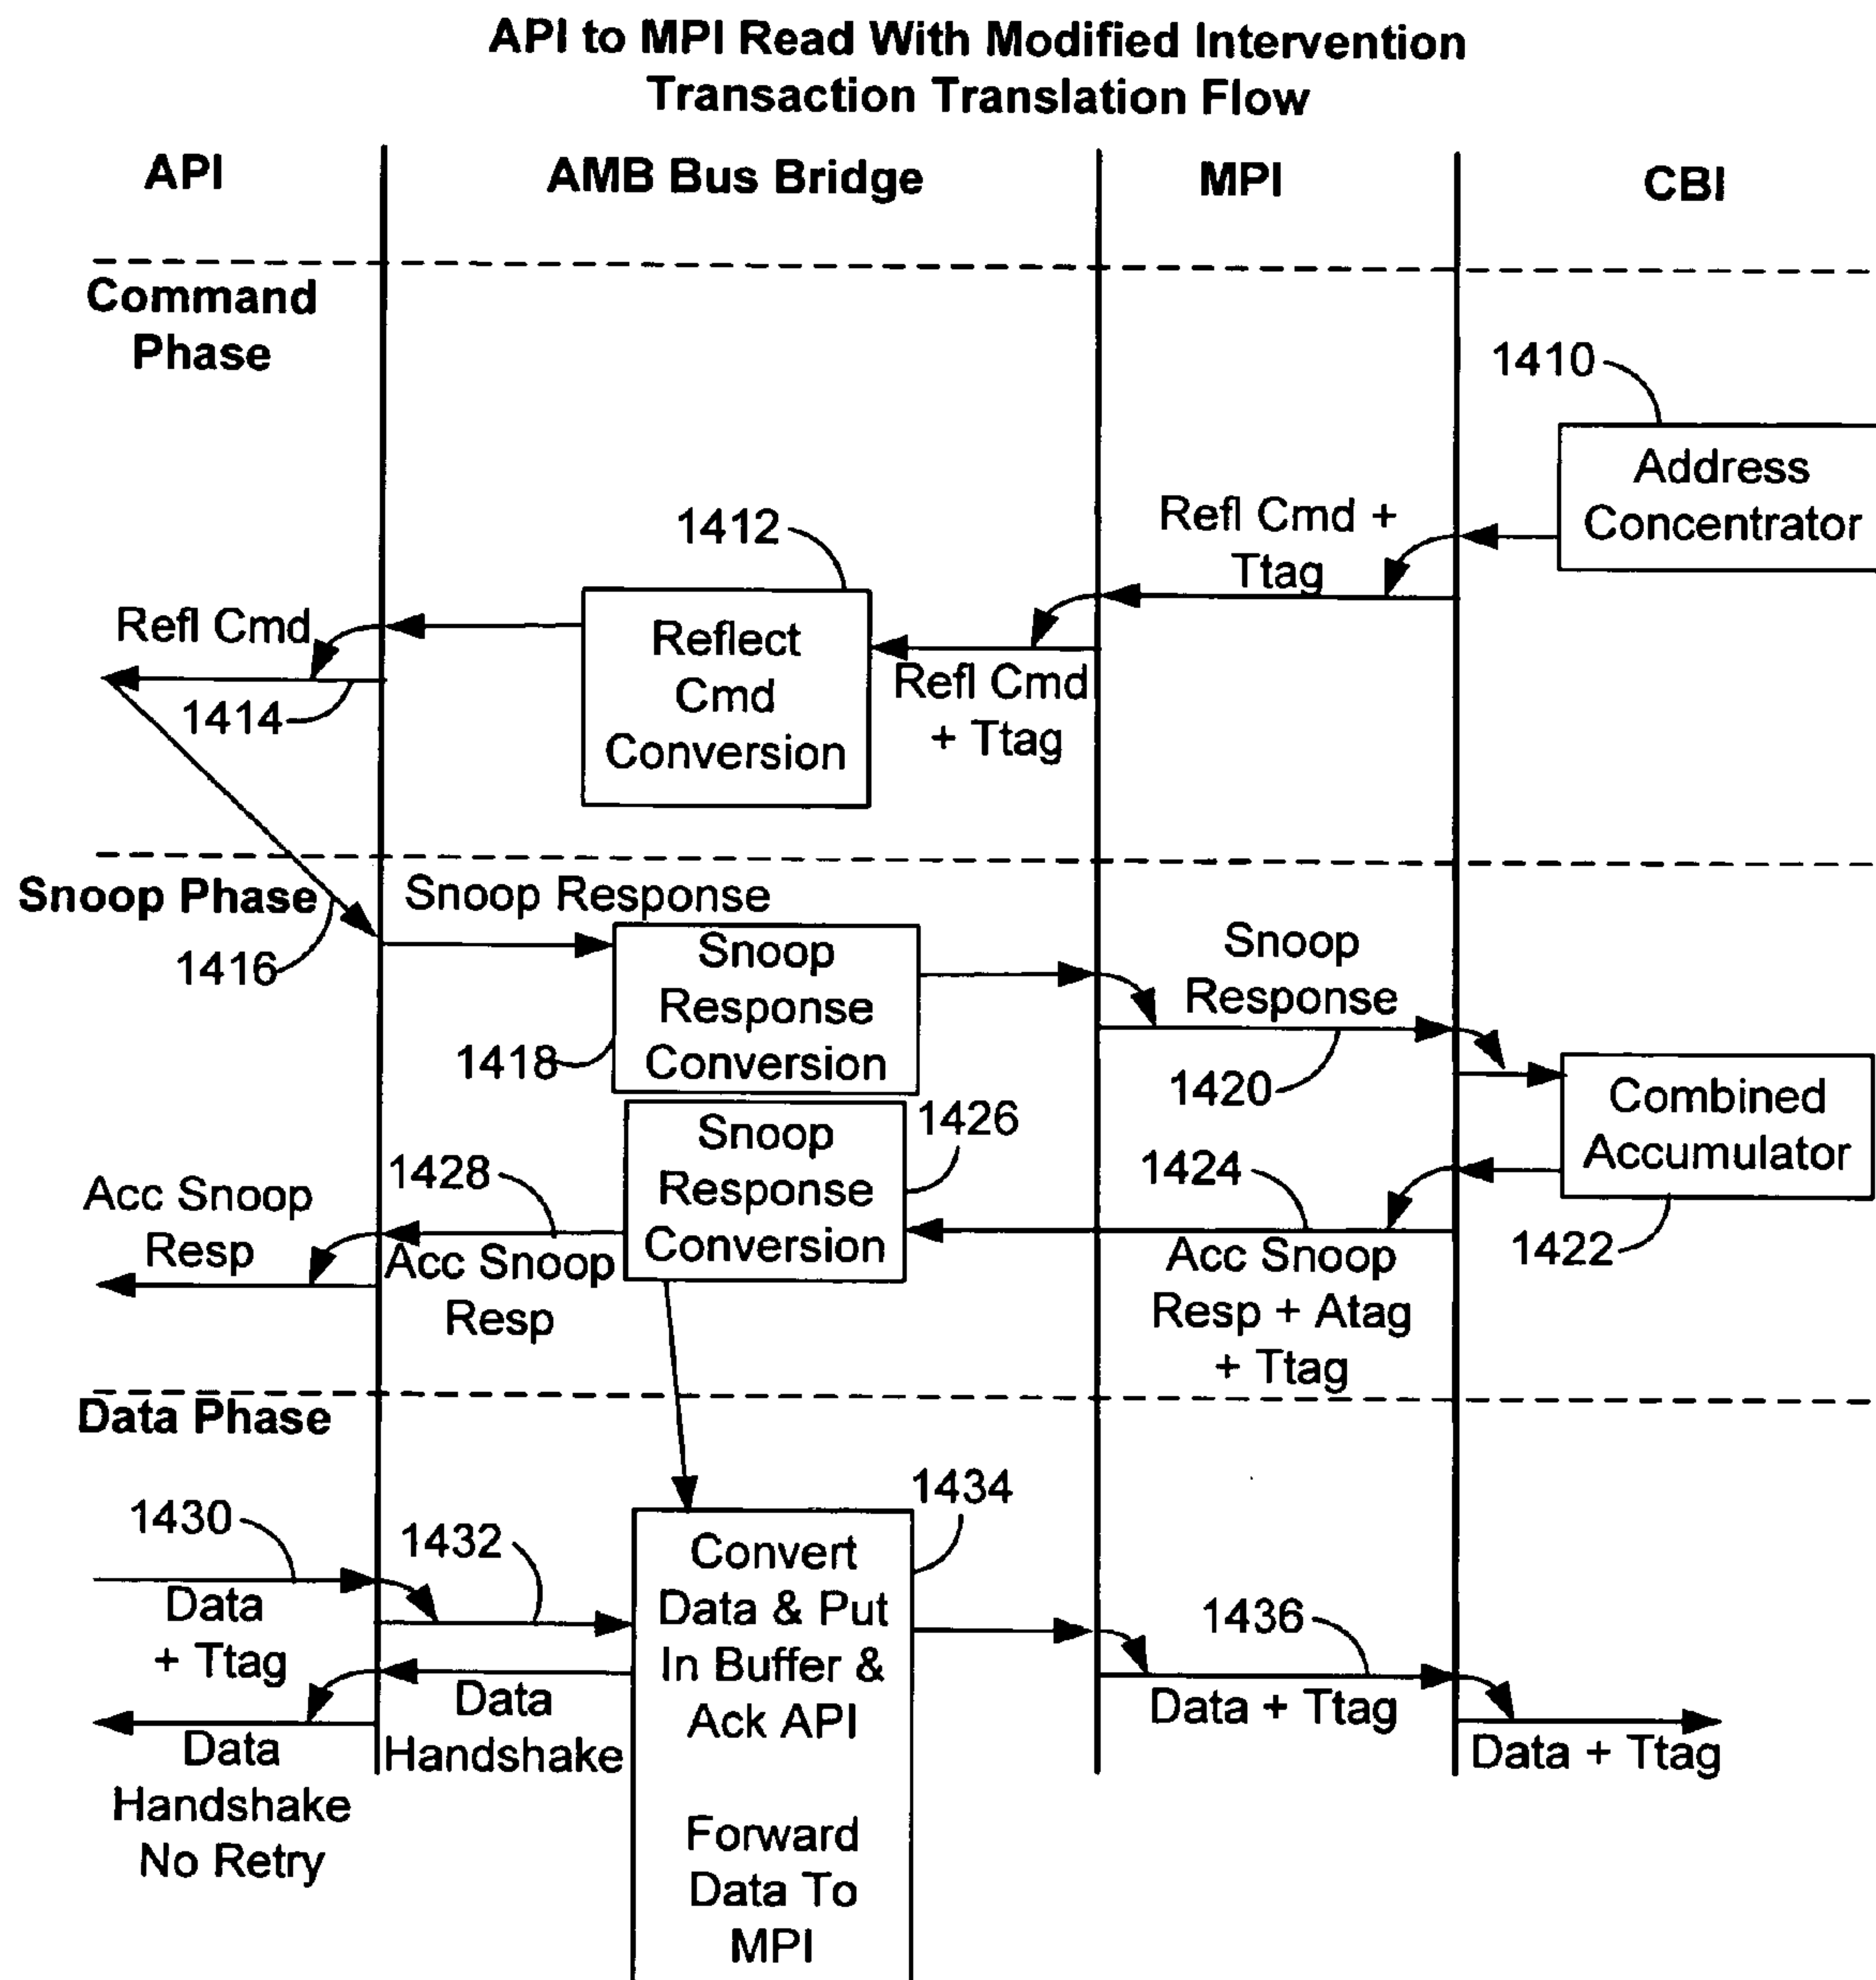 API to MPI Read With Modified Intervention
Transaction Translation Flow
API
AMB Bus Bridge
MPI
CBI
Command
Phase
1410
Address
Concentrator
Refl Cmd +
Ttag
1412
Reflect
Cmd
Conversion
Refl Cmd
+ Ttag
Refl Cmd
1414
Snoop Phase
Snoop Response
1416
Snoop
Response
Conversion
1418
Snoop
Response
1420
Combined
Accumulator
1422
1424
Acc Snoop
Resp + Atag
+ Ttag
Snoop
Response
Conversion
1426
1428
Acc Snoop
Resp
Acc Snoop
Resp
Data Phase
1430
Data
+ Ttag
1432
1434
Convert
Data & Put
In Buffer &
Ack API
Forward
Data To
MPI
Data
Handshake
Data
Handshake
No Retry
1436
Data + Ttag
Data + Ttag